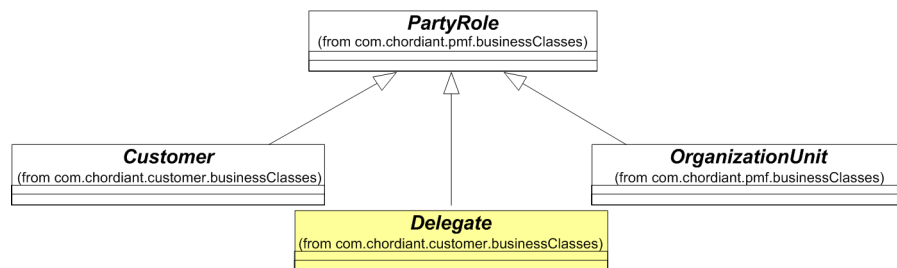 PartyRole
(from com.chordiant.pmf.businessClasses)
Customer
(from com.chordiant.customer.businessClasses)
OrganizationUnit
(from com.chordiant.pmf.businessClasses)
Delegate
(from com.chordiant.customer.businessClasses)